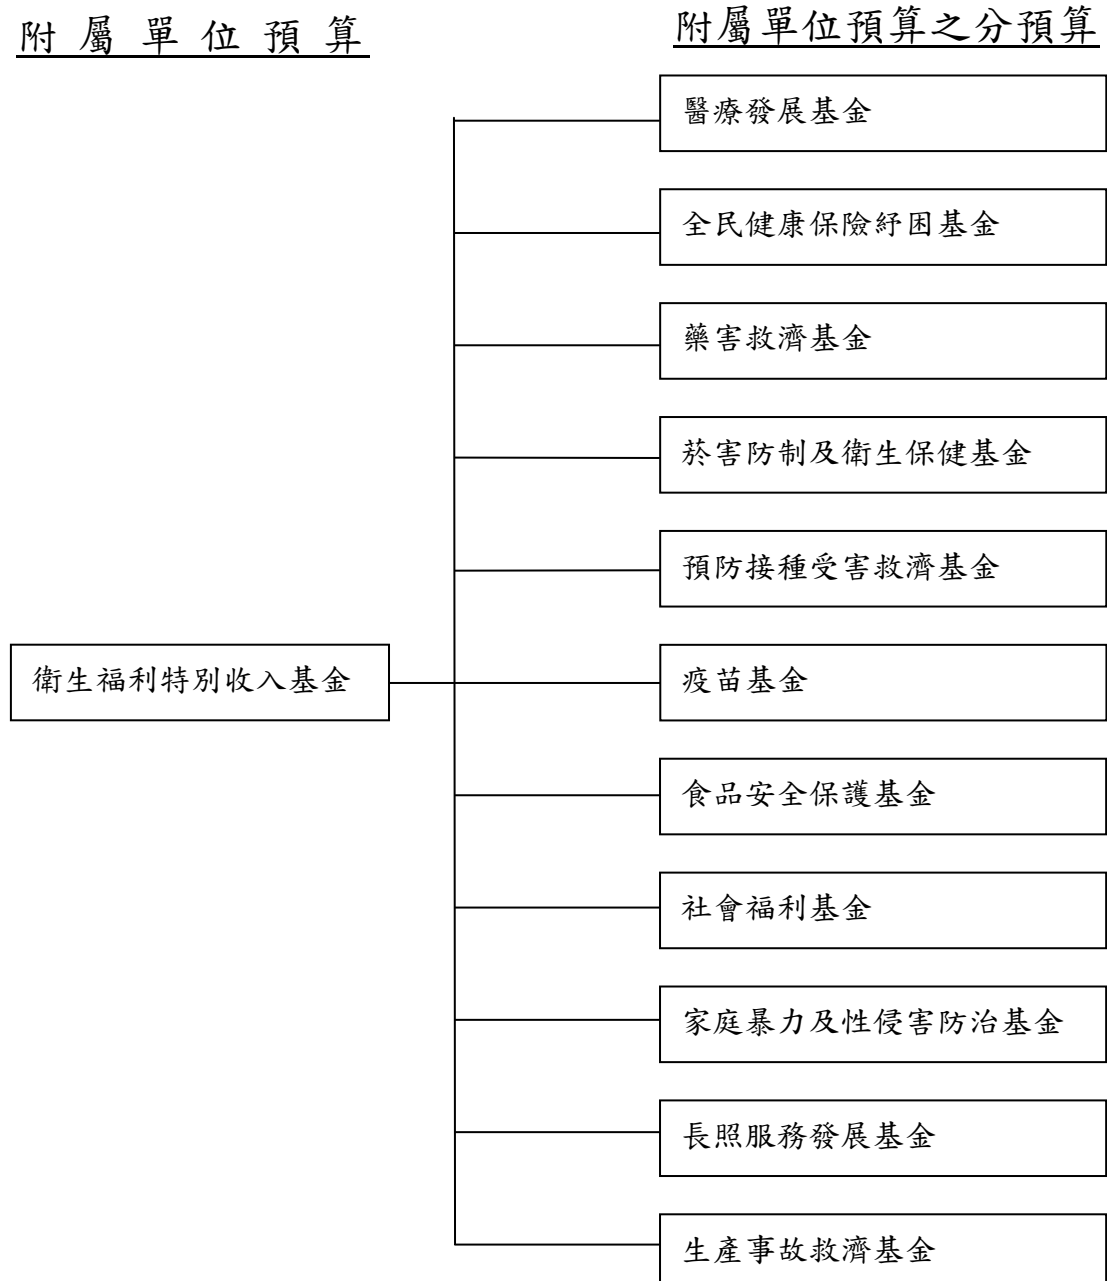 附屬單位預算
附屬單位預算之分預算
醫療發展基金
全民健康保險紓困基金
藥害救濟基金
菸害防制及衛生保健基金
預防接種受害救濟基金
衛生福利特別收入基金
疫苗基金
食品安全保護基金
社會福利基金
家庭暴力及性侵害防治基金
長照服務發展基金
生產事故救濟基金